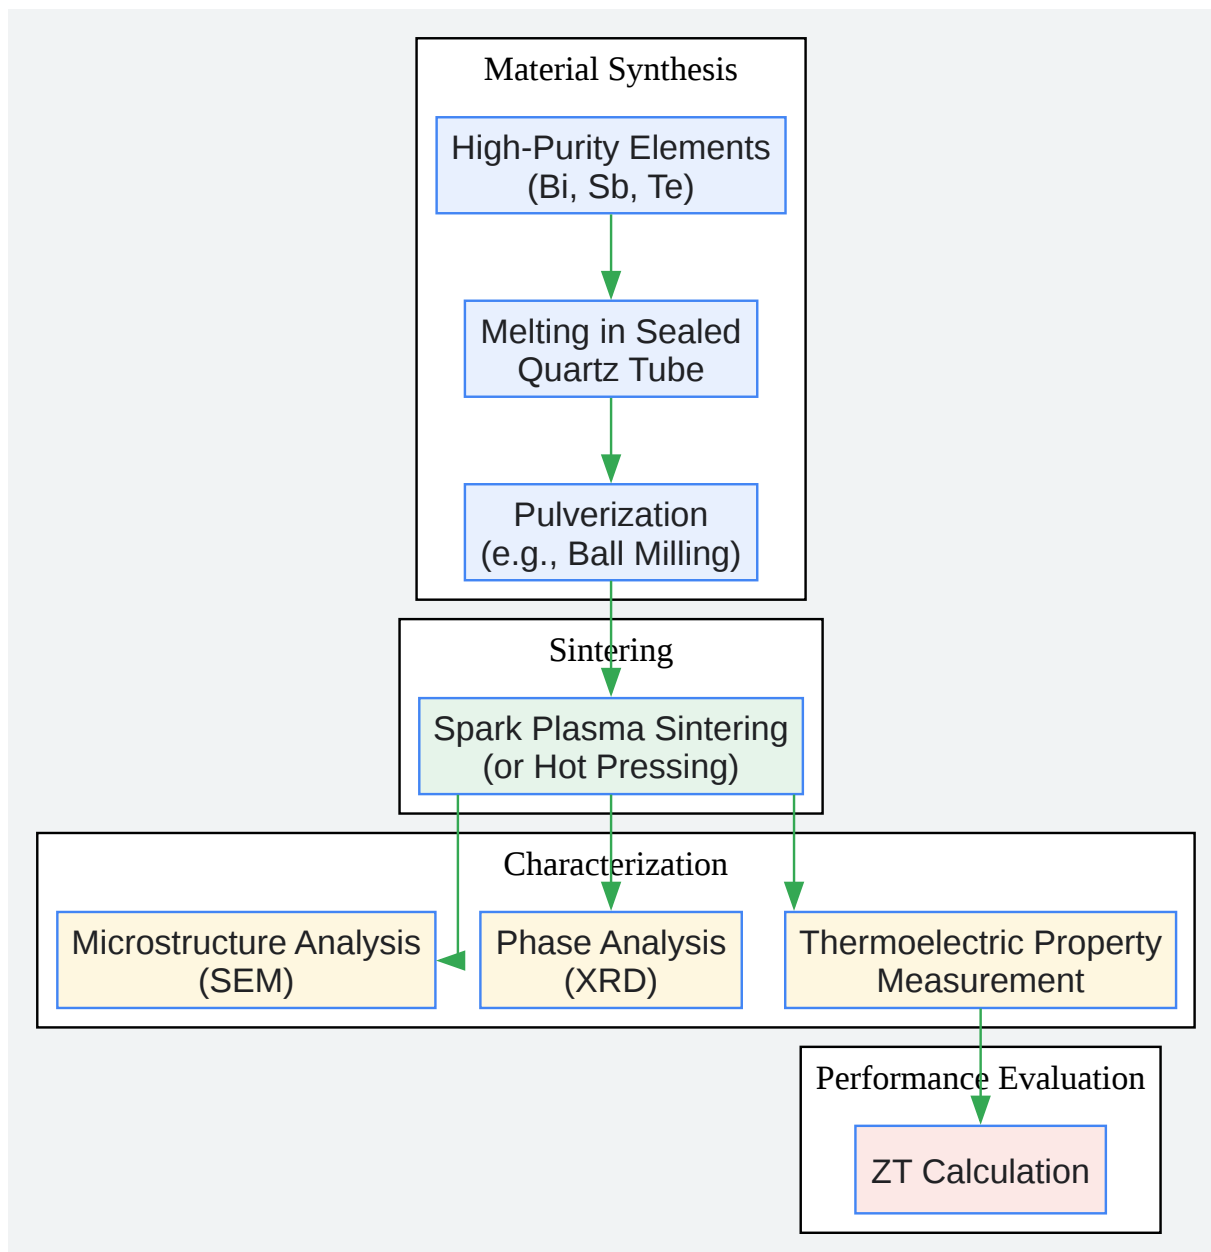 Material Synthesis
High-Purity Elements
(Bi, Sb, Te)
Melting in Sealed
Quartz Tube
Pulverization
(e.g., Ball Milling)
Sintering
Spark Plasma Sintering
(or Hot Pressing)
Characterization
Microstructure Analysis
(SEM)
Phase Analysis
(XRD)
Thermoelectric Property
Measurement
Performance Evaluation
ZT Calculation